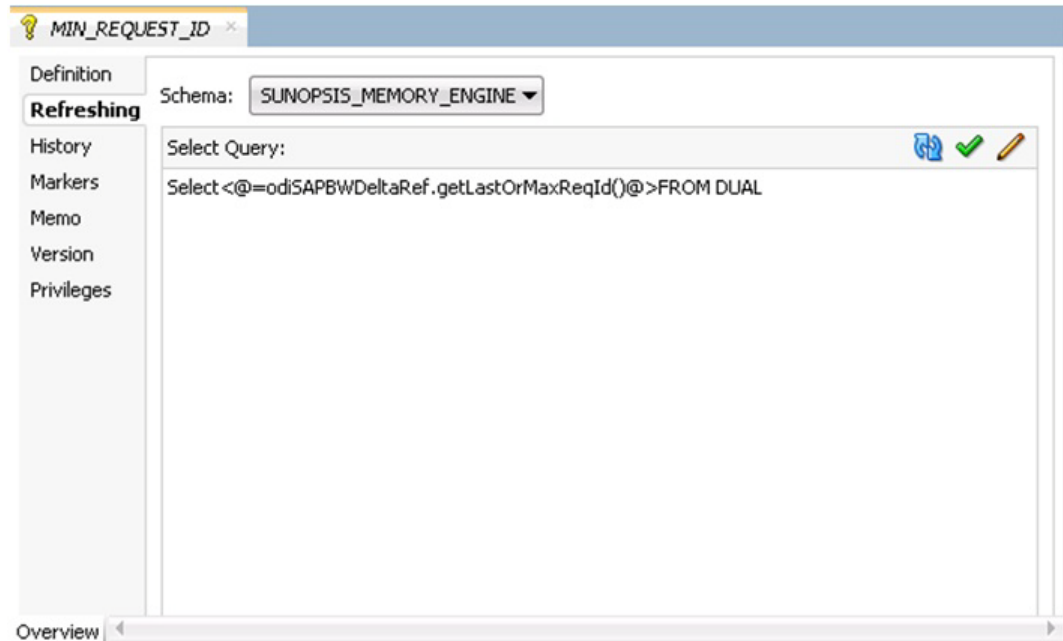 MIN_REQUEST_ID
Definition
Refreshing
History
Markers
Memo
Version
Privileges
Schema: SUNOPSIS_MEMORY_ENGINE
Select Query:
Select<@=odiSAPBWDeltaRef.getLastOrMaxReqId()@>FROM DUAL
Overview